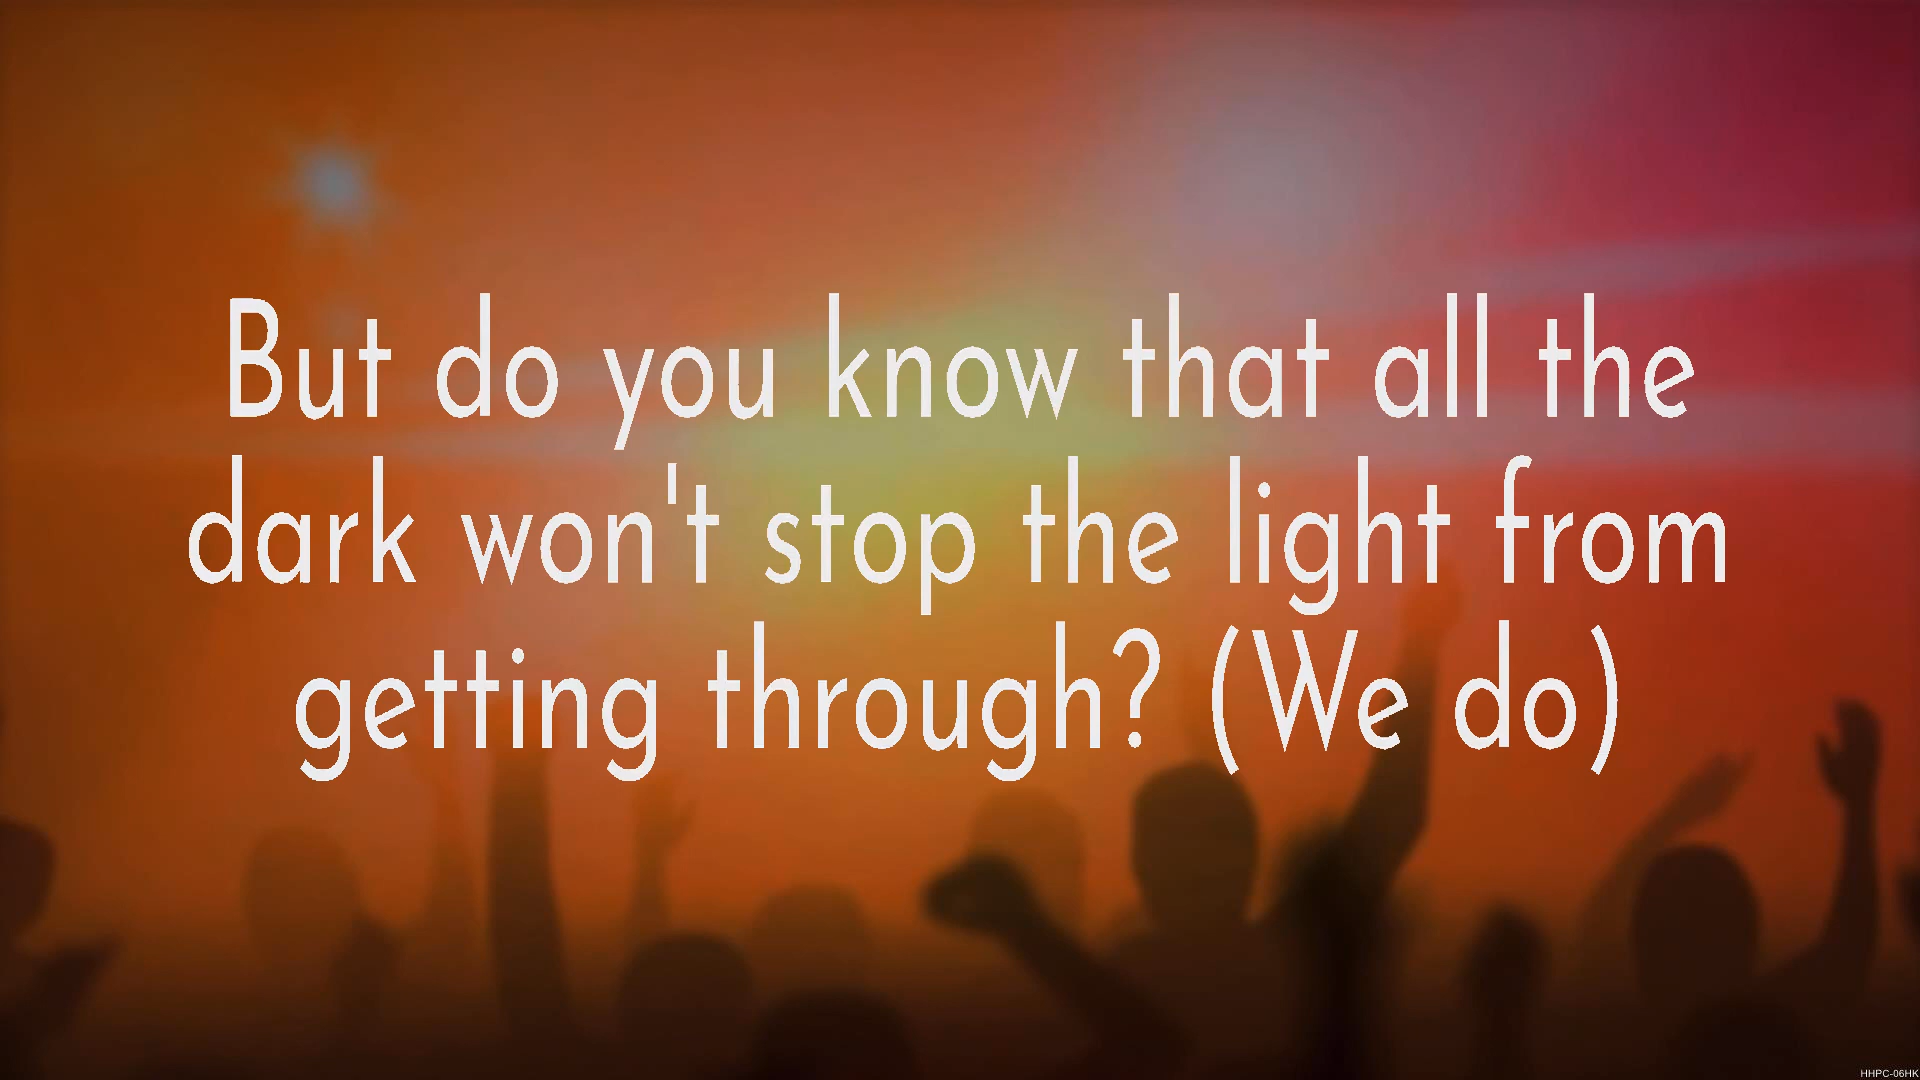 But do you know that all the
dark won't stop the light from
getting through? (We do)
HHPC-06HK